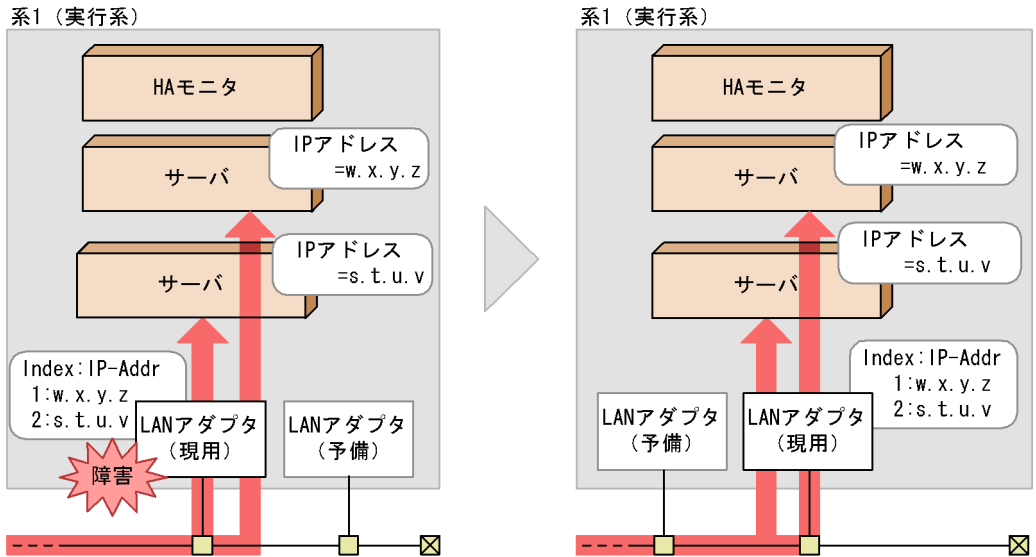 系1（実行系）
HAモニタ
サーバ
IPアドレス
=w.x.y.z
サーバ
IPアドレス
=s.t.u.v
Index:IP-Addr
1:w.x.y.z
2:s.t.u.v
LANアダプタ
（現用）
LANアダプタ
（予備）
障害
系1（実行系）
HAモニタ
サーバ
IPアドレス
=w.x.y.z
サーバ
IPアドレス
=s.t.u.v
Index:IP-Addr
1:w.x.y.z
2:s.t.u.v
LANアダプタ
（予備）
LANアダプタ
（現用）